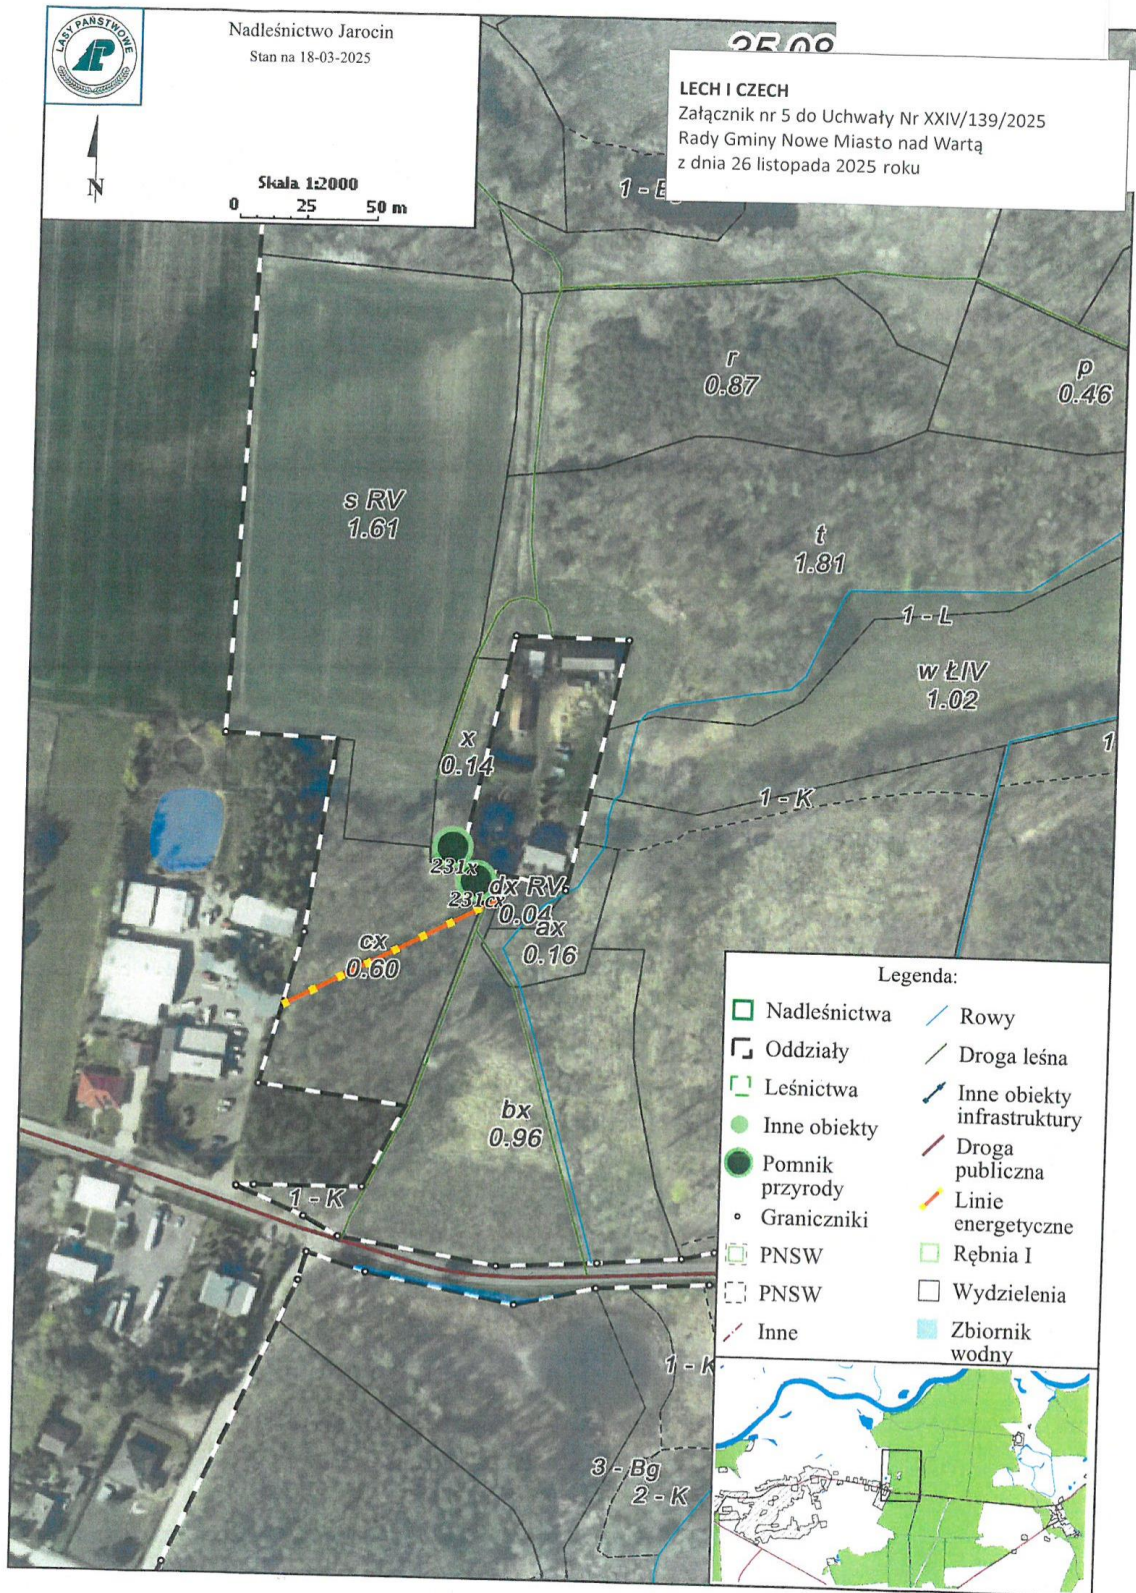 LASY PAŃSTWOWE
Nadleśnictwo Jarocin
Stan na 18-03-2025
N
Skala 1:2000
0 25 50 m
LECH I CZECH
Załącznik nr 5 do Uchwały Nr XXIV/139/2025
Rady Gminy Nowe Miasto nad Wartą
z dnia 26 listopada 2025 roku
r
0.87
p
0.46
s RV
1.61
t
1.81
1 - L
w ŁIV
1.02
x
0.14
1
1 - K
231x
231cx
dx RV
0.04
ax
0.16
cx
0.60
bx
0.96
1 - K
1 - K
3 - Bg
2 - K
Legenda:
Nadleśnictwa
Oddziały
Leśnictwa
Inne obiekty
Pomnik
przyrody
Graniczniki
PNSW
PNSW
Inne
Rowy
Droga leśna
Inne obiekty
infrastruktury
Droga
publiczna
Linie
energetyczne
Rębnia I
Wydzielenia
Zbiornik
wodny